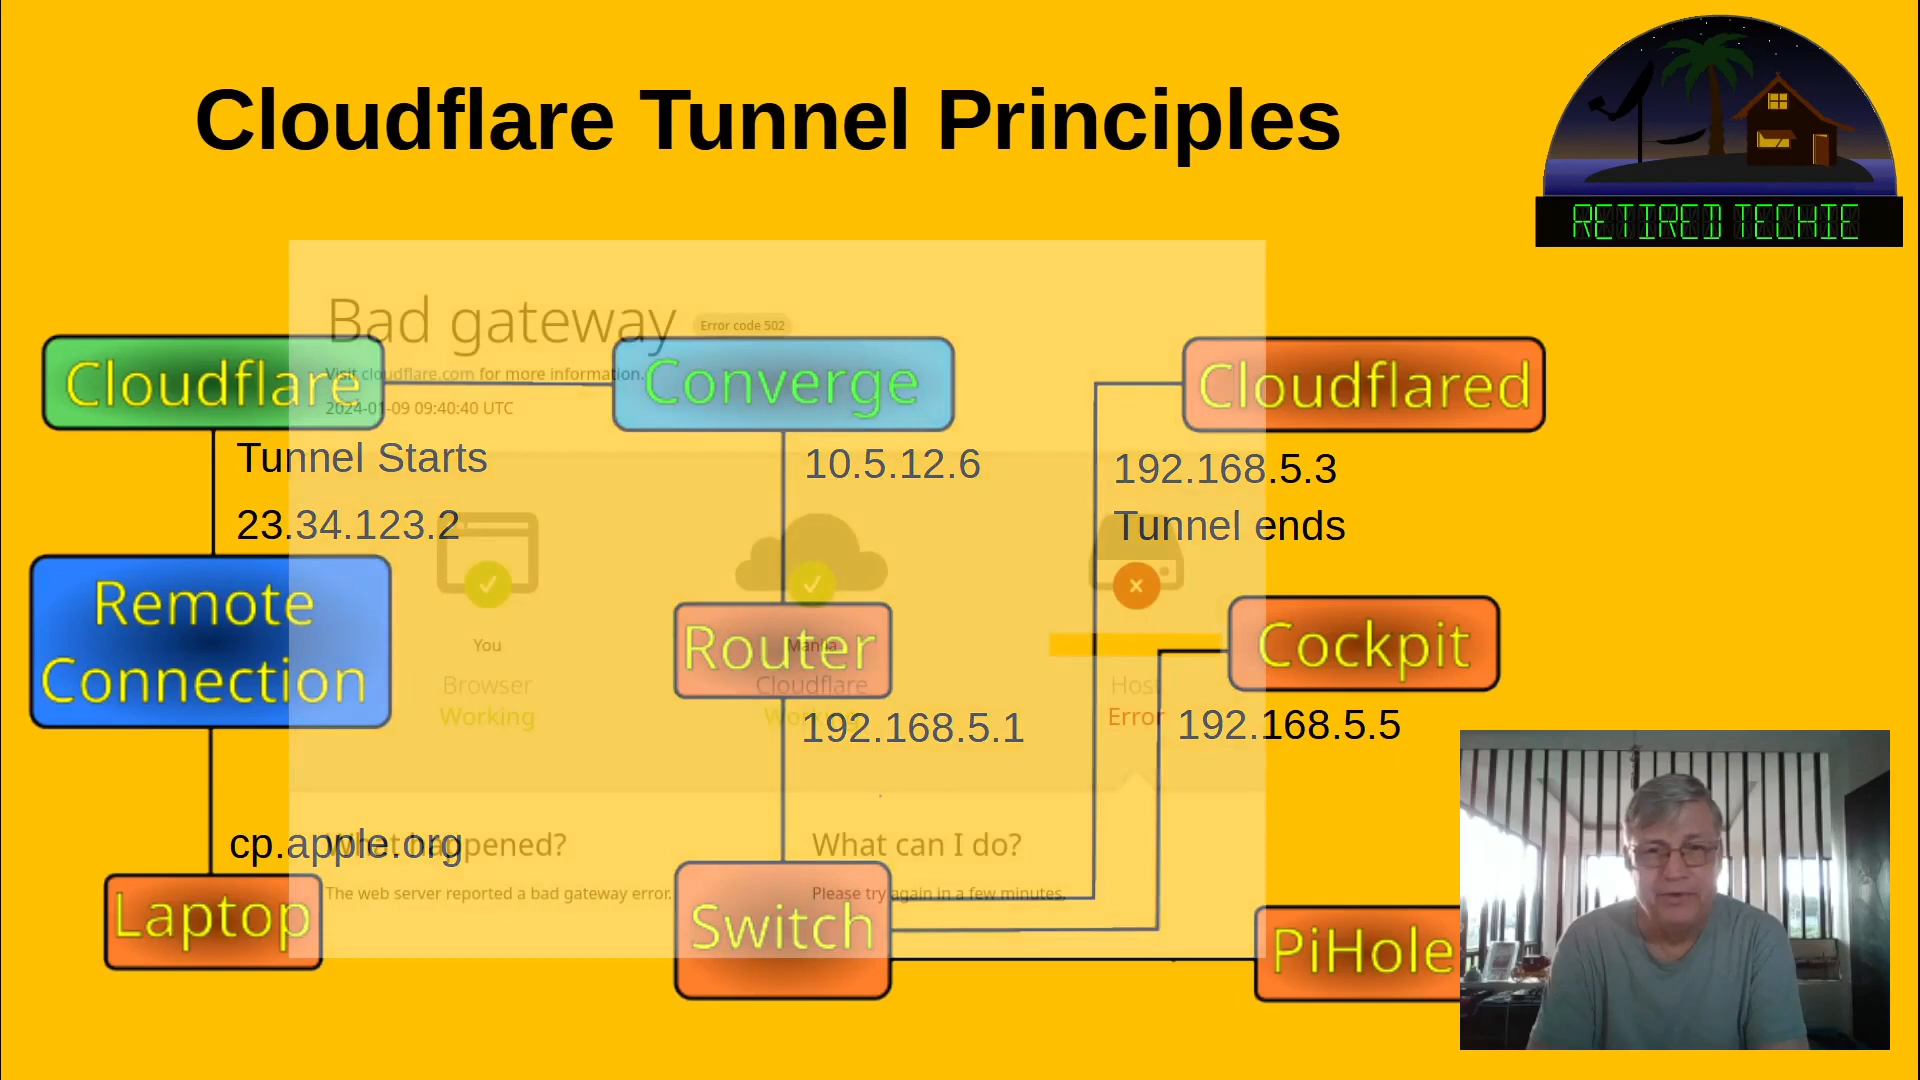 Cloudflare Tunnel Principles
RETIRED TECHIE
Bad gateway
Error code 502
Visit cloudflare.com for more information.
2024-01-09 09:40:40 UTC
Cloudflare
Converge
Cloudflared
Tunnel Starts
23.34.123.2
10.5.12.6
192.168.5.3
Tunnel ends
Remote
Connection
You
Browser
Working
Router
Manila
Cloudflare
Working
192.168.5.1
Host
Error
Cockpit
192.168.5.5
cp.apple.org
What happened?
The web server reported a bad gateway error.
What can I do?
Please try again in a few minutes.
Laptop
Switch
PiHole